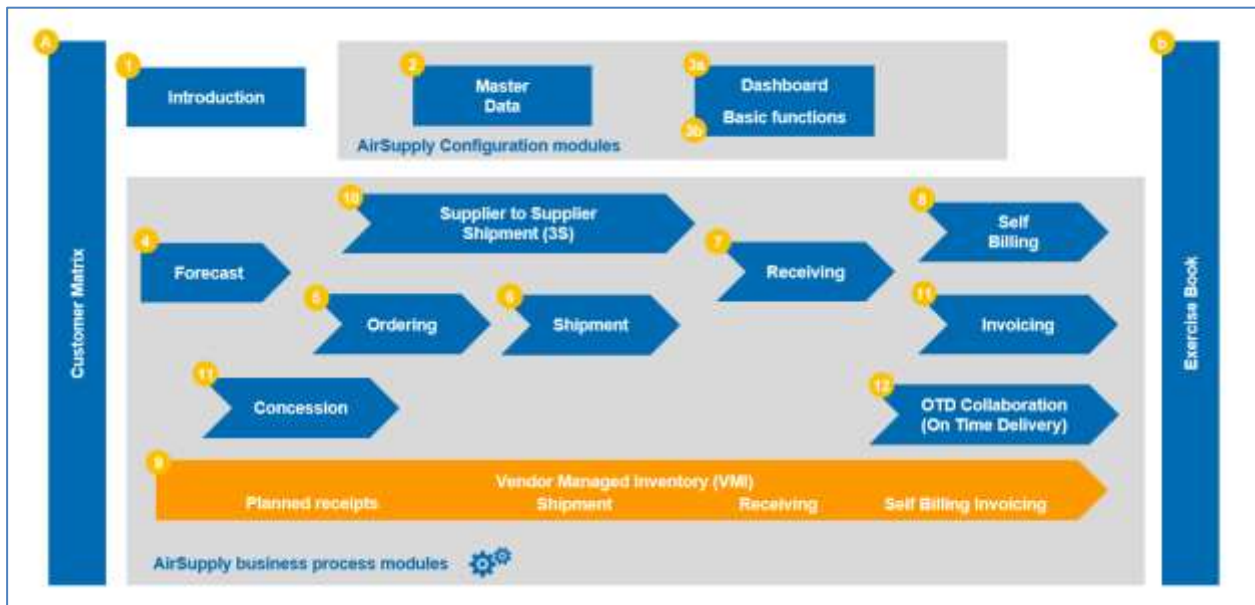 A
b
1
Introduction
2
Master
Data
3a
Dashboard
3b
Basic functions
AirSupply Configuration modules
Customer Matrix
Exercise Book
10
Supplier to Supplier
Shipment (3S)
8
Self
Billing
4
Forecast
7
Receiving
5
Ordering
6
Shipment
11
Invoicing
11
Concession
12
OTD Collaboration
(On Time Delivery)
9
Vendor Managed Inventory (VMI)
Planned receipts Shipment Receiving Self Billing Invoicing
AirSupply business process modules